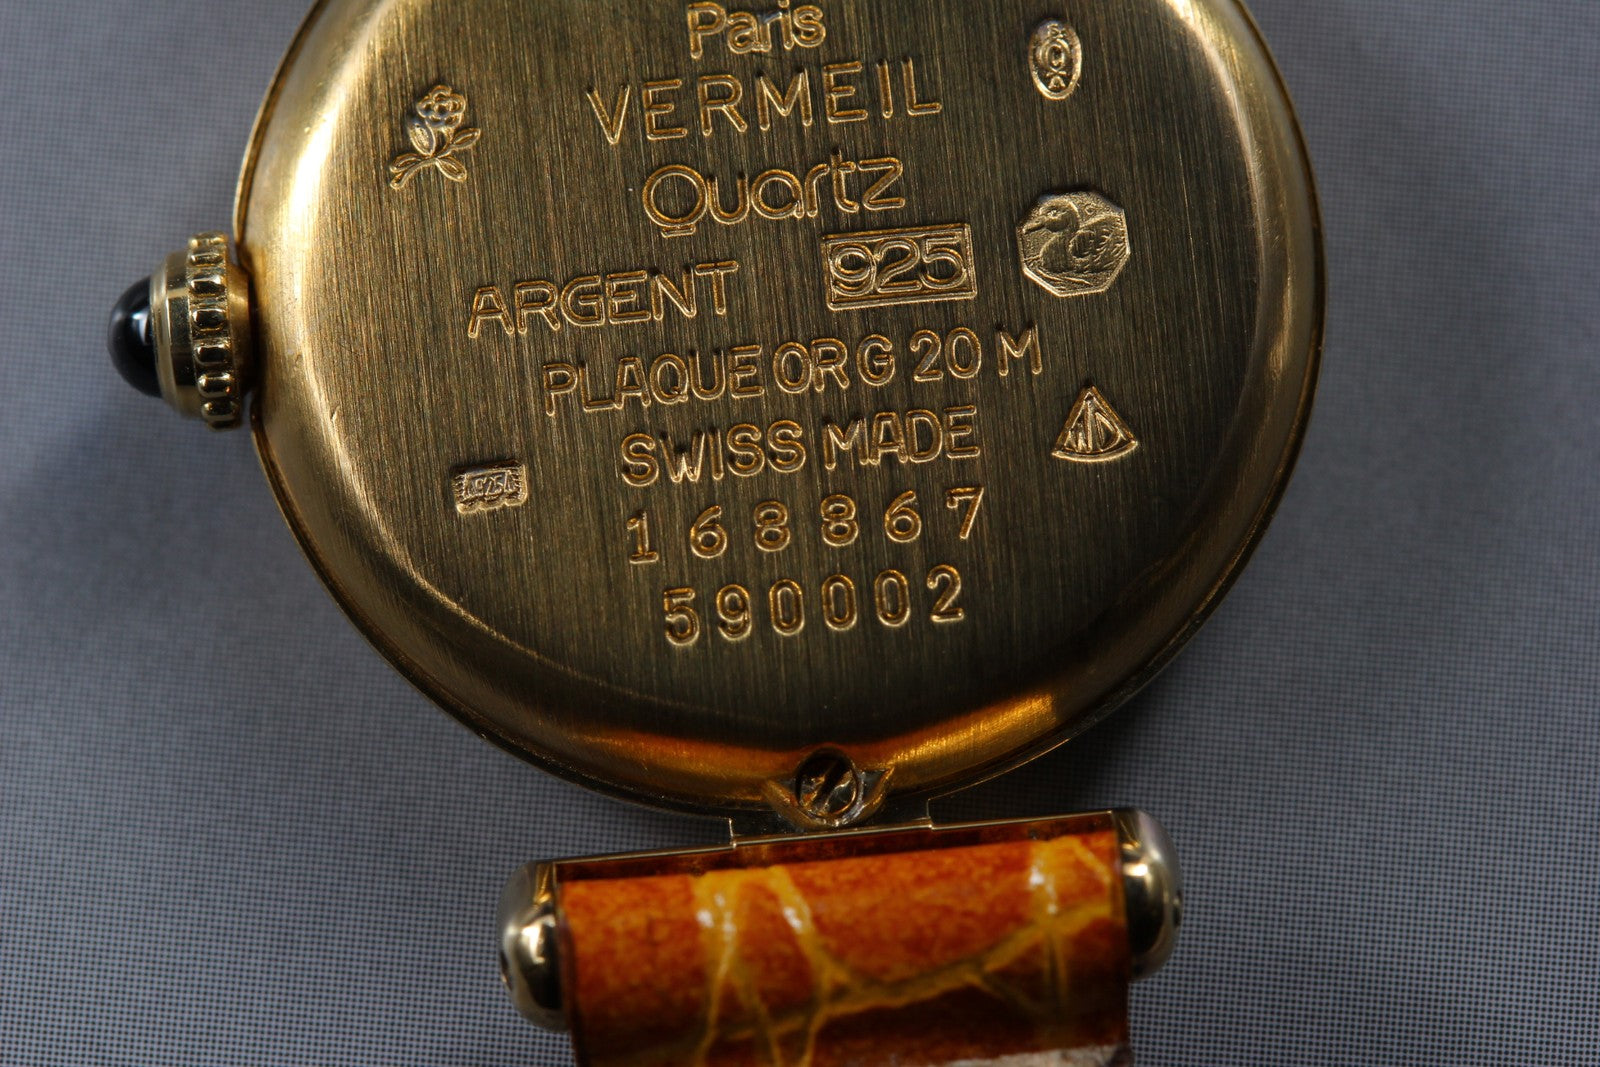 Paris
VERMEIL
Quartz
ARGENT 925
PLAQUE OR G 20 M
SWISS MADE
168867
590002